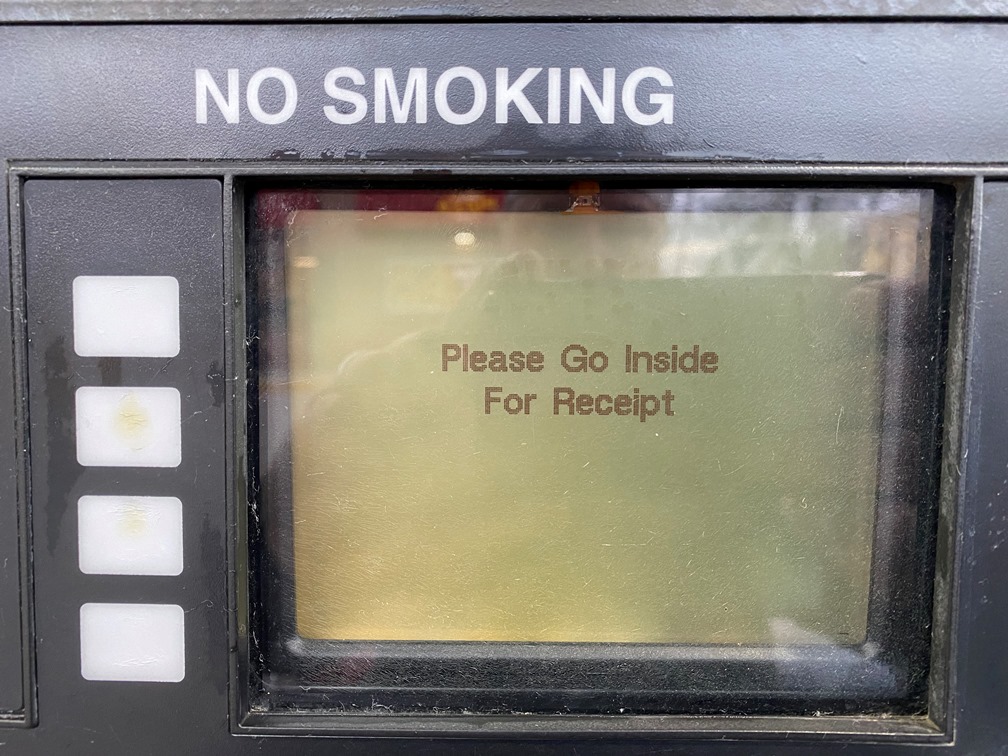 NO SMOKING
Please Go Inside
For Receipt